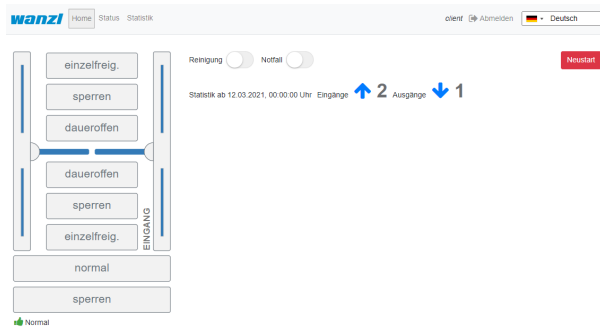 wanzl Home Status Statistik client Abmelden Deutsch
Reinigung Notfall Neustart
Statistik ab 12.03.2021, 00:00:00 Uhr Eingänge 2 Ausgänge 1
einzelfreig.
sperren
daueroffen
daueroffen
sperren
einzelfreig.
EINGANG
normal
sperren
Normal